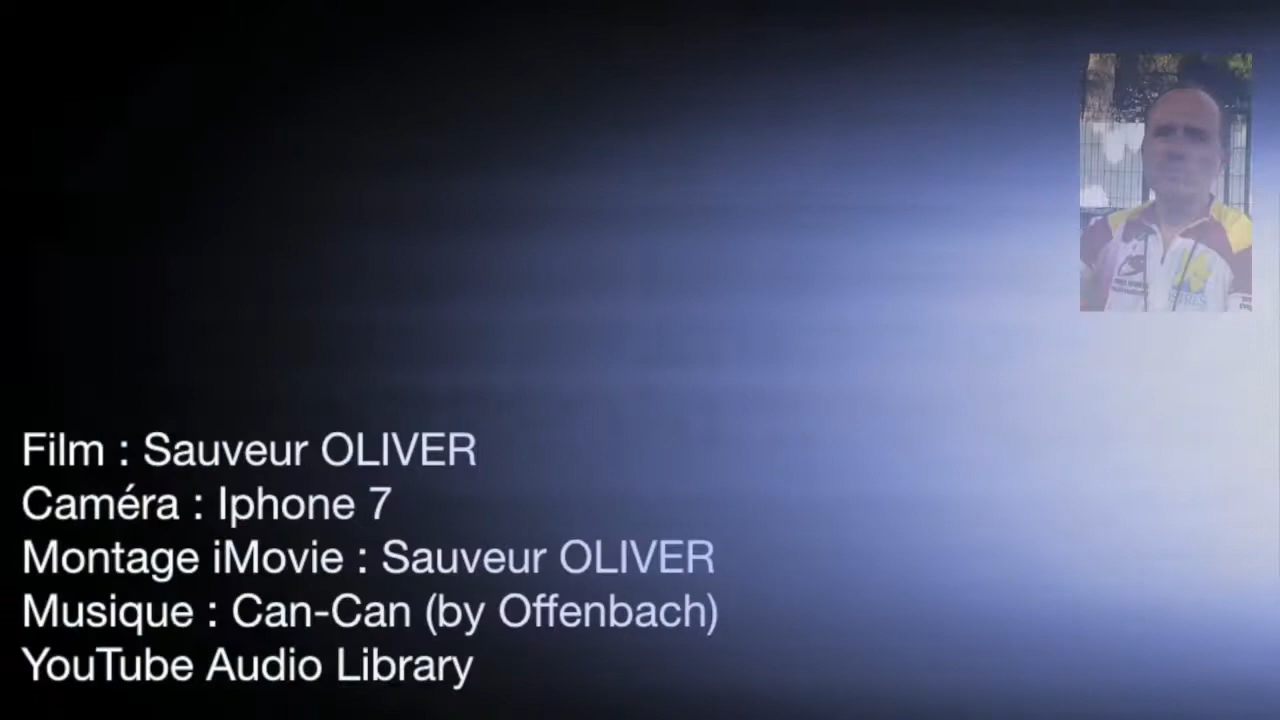 Film : Sauveur OLIVER
Caméra : Iphone 7
Montage iMovie : Sauveur OLIVER
Musique : Can-Can (by Offenbach)
YouTube Audio Library